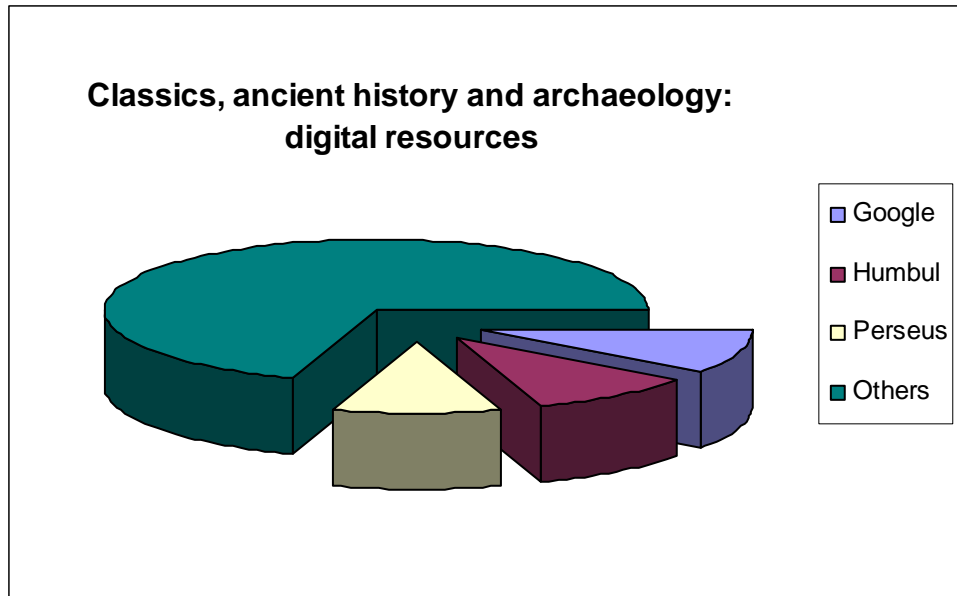 Classics, ancient history and archaeology:
digital resources
Google
Humbul
Perseus
Others